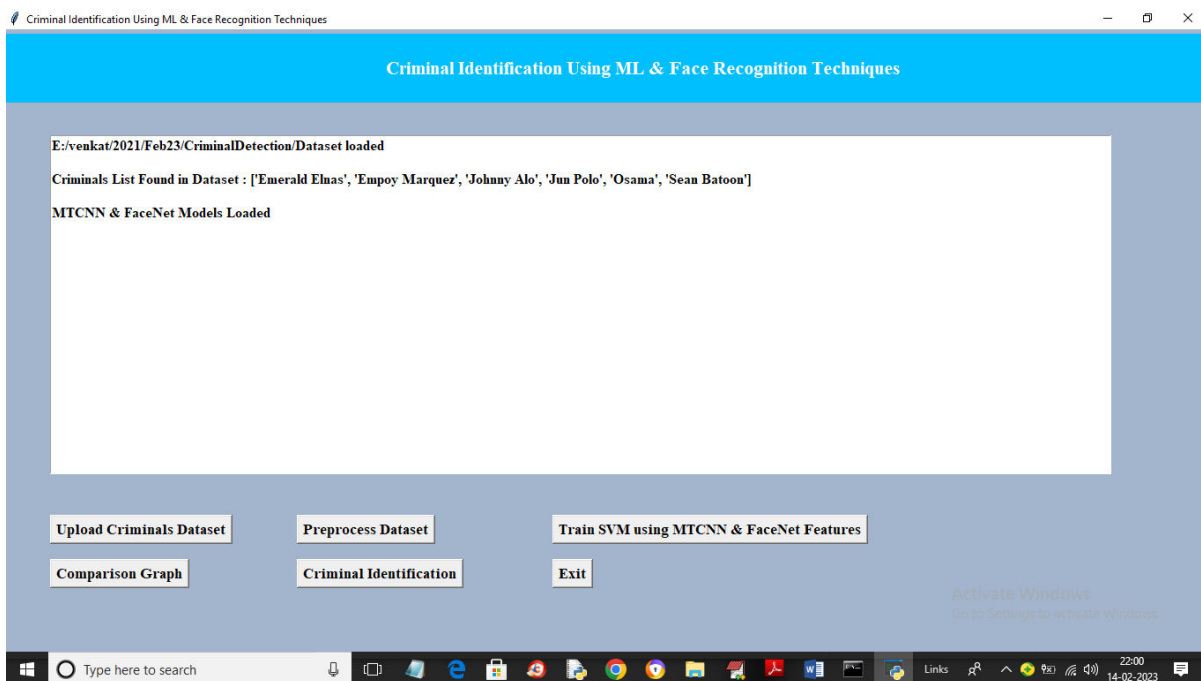 Criminal Identification Using ML & Face Recognition Techniques
Criminal Identification Using ML & Face Recognition Techniques
E:/venkat/2021/Feb23/CriminalDetection/Dataset loaded
Criminals List Found in Dataset : ['Emerald Elnas', 'Empoy Marquez', 'Johnny Alo', 'Jun Polo', 'Osama', 'Sean Batoon']
MTCNN & FaceNet Models Loaded
Upload Criminals Dataset
Preprocess Dataset
Train SVM using MTCNN & FaceNet Features
Comparison Graph
Criminal Identification
Exit
Activate Windows
Go to Settings to activate Windows.
Type here to search
Links
22:00
14-02-2023